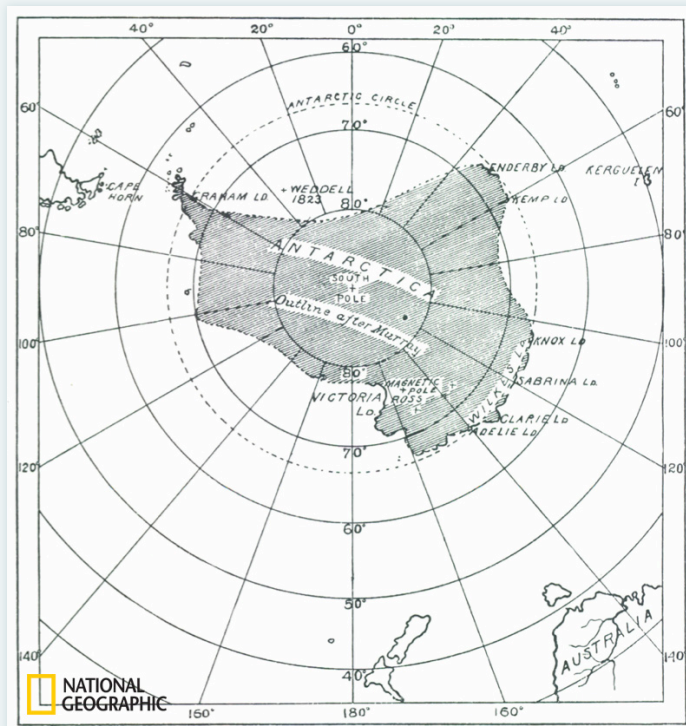 40° 20° 0° 20° 40°
60°
ANTARCTIC CIRCLE
60° 70° 60°
ENDERBY LD.
KERGUELEN
I.
CAPE
HORN
GRAHAM LD.
+ WEDDELL
1823
KEMP LD
80° 80° 80°
ANTARCTICA
SOUTH
+
POLE
Outline after Murray
100° KNOX LD 100°
80°
MAGNETIC
+ POLE
ROSS
VICTORIA
LD.
WILKES LD.
SABRINA LD.
CLARIE LD
ADELIE LD
70°
120° 120°
60°
50°
AUSTRALIA
140° 40° 140°
NATIONAL
GEOGRAPHIC
160° 180° 160°